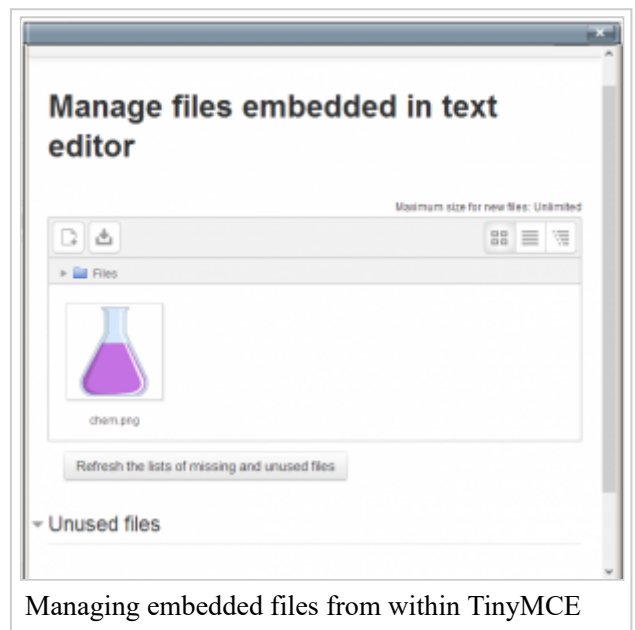 Manage files embedded in text
editor
Maximum size for new files: Unlimited
Files
chem.png
Refresh the lists of missing and unused files
Unused files
Managing embedded files from within TinyMCE